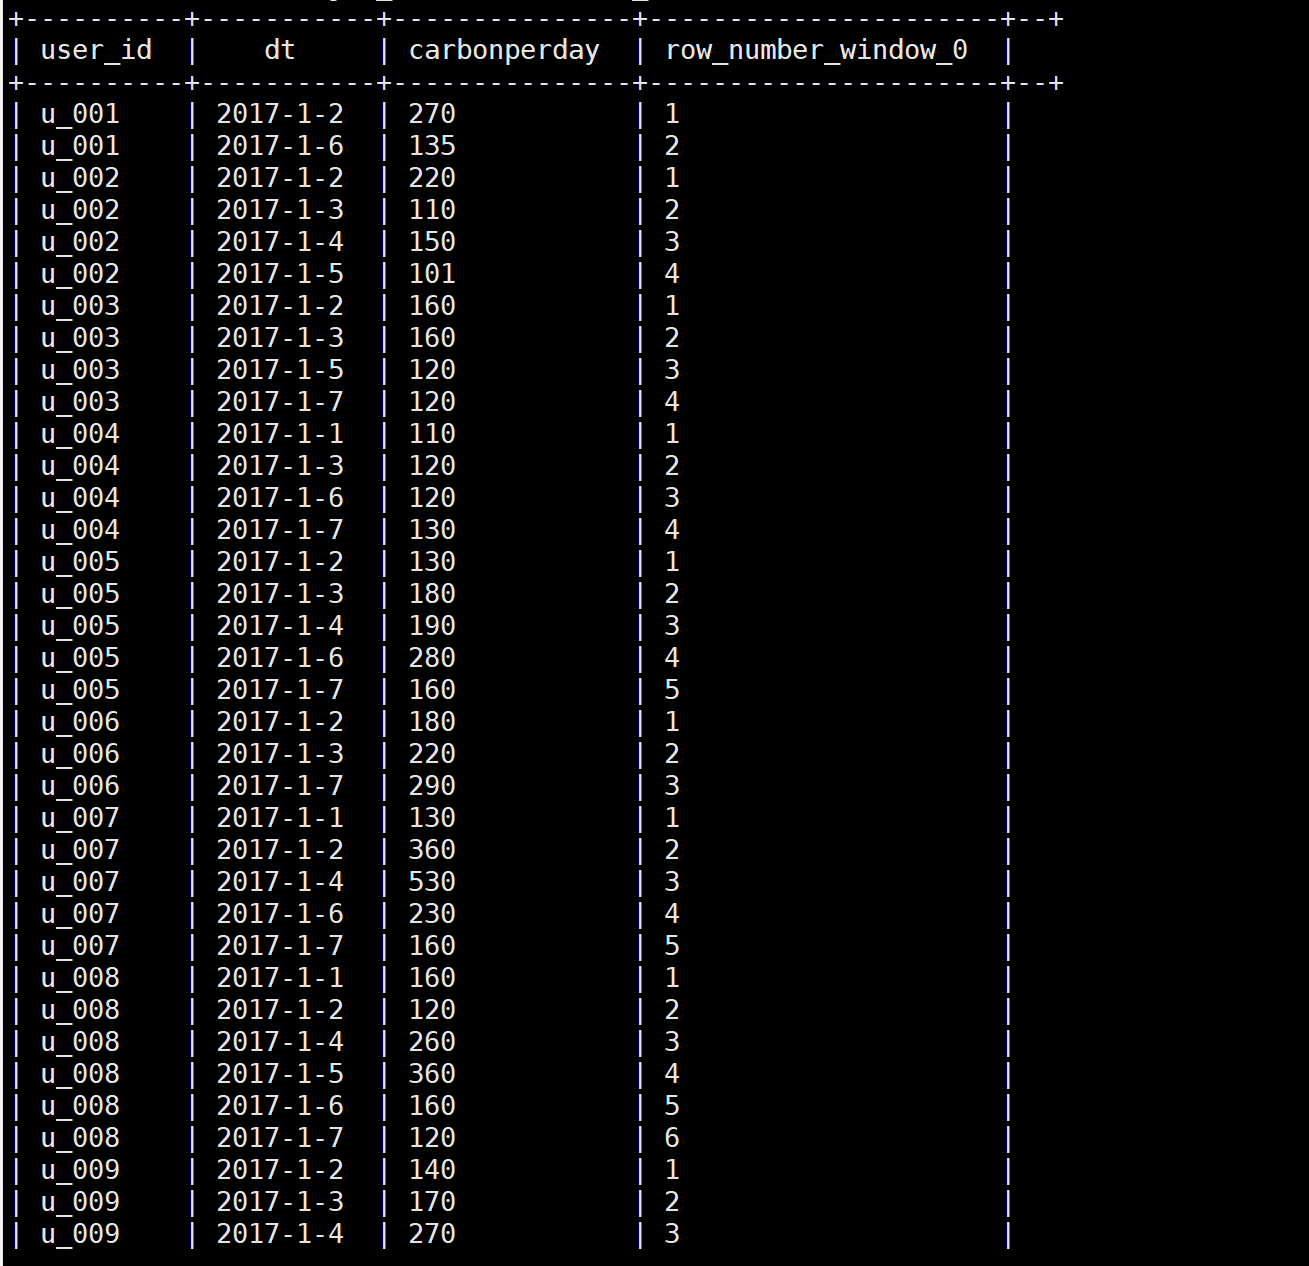 +----------+-----------+---------------+----------------------+--+
| user_id  |    dt     | carbonperday  | row_number_window_0  |
+----------+-----------+---------------+----------------------+--+
| u_001    | 2017-1-2  | 270           | 1                    |
| u_001    | 2017-1-6  | 135           | 2                    |
| u_002    | 2017-1-2  | 220           | 1                    |
| u_002    | 2017-1-3  | 110           | 2                    |
| u_002    | 2017-1-4  | 150           | 3                    |
| u_002    | 2017-1-5  | 101           | 4                    |
| u_003    | 2017-1-2  | 160           | 1                    |
| u_003    | 2017-1-3  | 160           | 2                    |
| u_003    | 2017-1-5  | 120           | 3                    |
| u_003    | 2017-1-7  | 120           | 4                    |
| u_004    | 2017-1-1  | 110           | 1                    |
| u_004    | 2017-1-3  | 120           | 2                    |
| u_004    | 2017-1-6  | 120           | 3                    |
| u_004    | 2017-1-7  | 130           | 4                    |
| u_005    | 2017-1-2  | 130           | 1                    |
| u_005    | 2017-1-3  | 180           | 2                    |
| u_005    | 2017-1-4  | 190           | 3                    |
| u_005    | 2017-1-6  | 280           | 4                    |
| u_005    | 2017-1-7  | 160           | 5                    |
| u_006    | 2017-1-2  | 180           | 1                    |
| u_006    | 2017-1-3  | 220           | 2                    |
| u_006    | 2017-1-7  | 290           | 3                    |
| u_007    | 2017-1-1  | 130           | 1                    |
| u_007    | 2017-1-2  | 360           | 2                    |
| u_007    | 2017-1-4  | 530           | 3                    |
| u_007    | 2017-1-6  | 230           | 4                    |
| u_007    | 2017-1-7  | 160           | 5                    |
| u_008    | 2017-1-1  | 160           | 1                    |
| u_008    | 2017-1-2  | 120           | 2                    |
| u_008    | 2017-1-4  | 260           | 3                    |
| u_008    | 2017-1-5  | 360           | 4                    |
| u_008    | 2017-1-6  | 160           | 5                    |
| u_008    | 2017-1-7  | 120           | 6                    |
| u_009    | 2017-1-2  | 140           | 1                    |
| u_009    | 2017-1-3  | 170           | 2                    |
| u_009    | 2017-1-4  | 270           | 3                    |